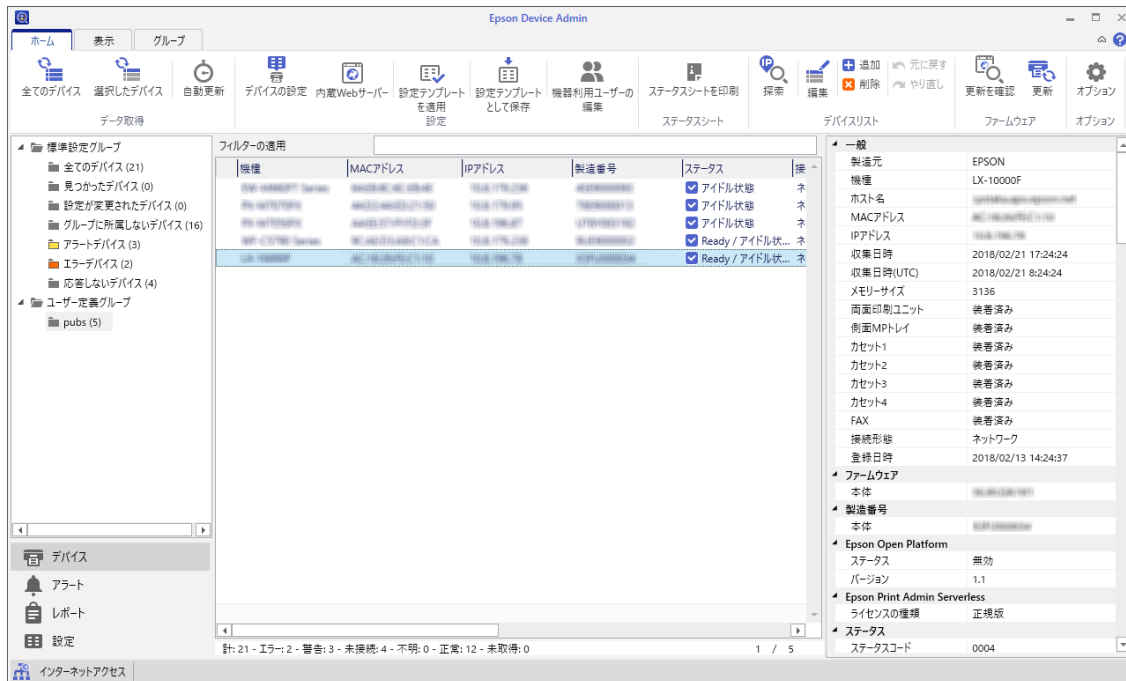 Epson Device Admin
ホーム 表示 グループ
全てのデバイス 選択したデバイス 自動更新 デバイスの設定 内蔵Webサーバー 設定テンプレートを適用 設定テンプレートとして保存 機器利用ユーザーの編集 ステータスシートを印刷 探索 編集 追加 削除 元に戻す やり直し 更新を確認 更新 オプション
データ取得 設定 ステータスシート デバイスリスト ファームウェア オプション
標準設定グループ
全てのデバイス (21)
見つかったデバイス (0)
設定が変更されたデバイス (0)
グループに所属しないデバイス (16)
アラートデバイス (3)
エラーデバイス (2)
応答しないデバイス (4)
ユーザー定義グループ
pubs (5)
デバイス
アラート
レポート
設定
インターネットアクセス
フィルターの適用
機種 MACアドレス IPアドレス 製造番号 ステータス 接
アイドル状態 ネ
アイドル状態 ネ
アイドル状態 ネ
Ready / アイドル状... ネ
Ready / アイドル状... ネ
計: 21 - エラー: 2 - 警告: 3 - 未接続: 4 - 不明: 0 - 正常: 12 - 未取得: 0 1 / 5
一般
製造元 EPSON
機種 LX-10000F
ホスト名
MACアドレス
IPアドレス
収集日時 2018/02/21 17:24:24
収集日時(UTC) 2018/02/21 8:24:24
メモリーサイズ 3136
両面印刷ユニット 装着済み
側面MPトレイ 装着済み
カセット1 装着済み
カセット2 装着済み
カセット3 装着済み
カセット4 装着済み
FAX 装着済み
接続形態 ネットワーク
登録日時 2018/02/13 14:24:37
ファームウェア
本体
製造番号
本体
Epson Open Platform
ステータス 無効
バージョン 1.1
Epson Print Admin Serverless
ライセンスの種類 正規版
ステータス
ステータスコード 0004